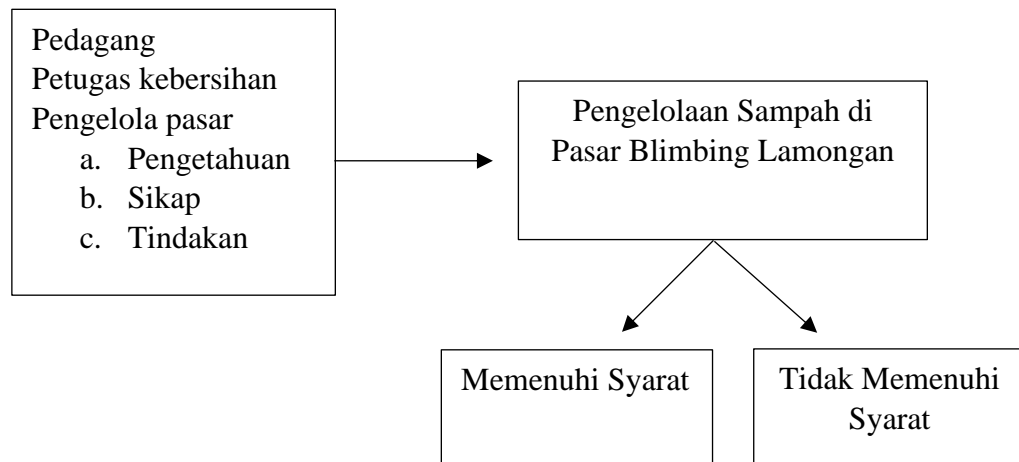 Pedagang
Petugas kebersihan
Pengelola pasar
a. Pengetahuan
b. Sikap
c. Tindakan
Pengelolaan Sampah di
Pasar Blimbing Lamongan
Memenuhi Syarat
Tidak Memenuhi
Syarat